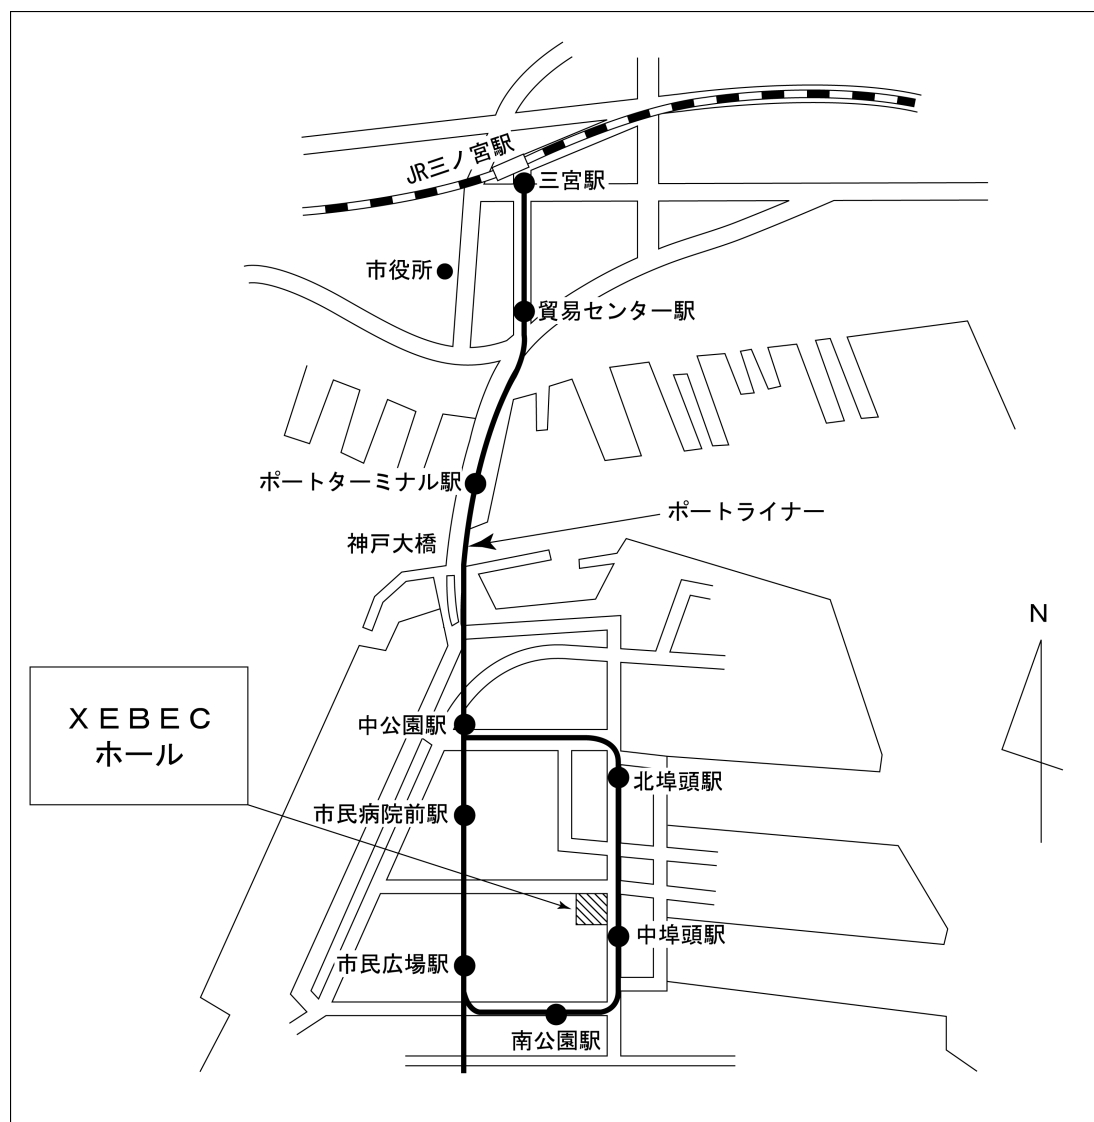 JR三ノ宮駅
三宮駅
市役所
貿易センター駅
ポートターミナル駅
ポートライナー
神戸大橋
N
ＸＥＢＥＣ
ホール
中公園駅
北埠頭駅
市民病院前駅
中埠頭駅
市民広場駅
南公園駅